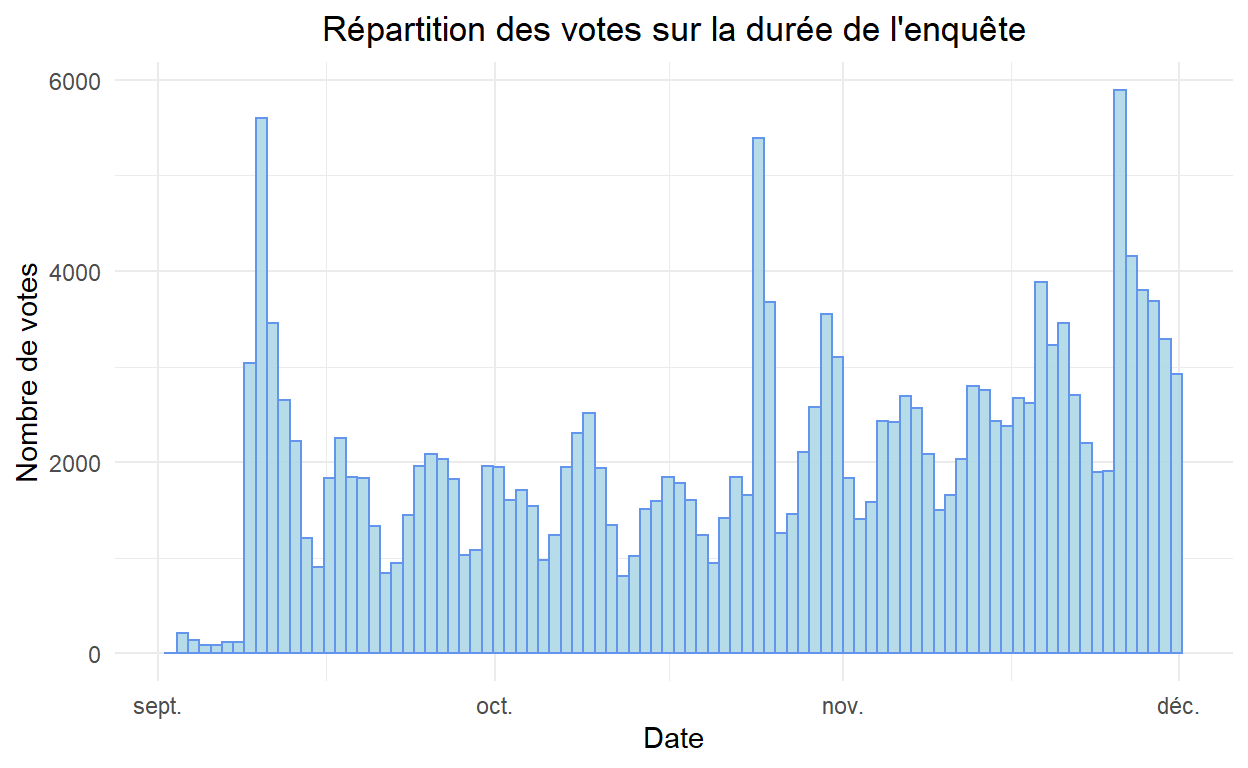 Répartition des votes sur la durée de l'enquête
6000
4000
2000
0
Nombre de votes
sept.
oct.
nov.
déc.
Date